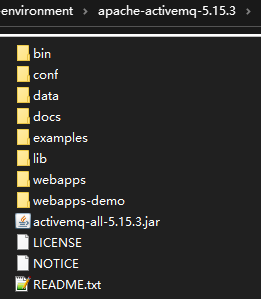 environment > apache-activemq-5.15.3 >
bin
conf
data
docs
examples
lib
webapps
webapps-demo
activemq-all-5.15.3.jar
LICENSE
NOTICE
README.txt